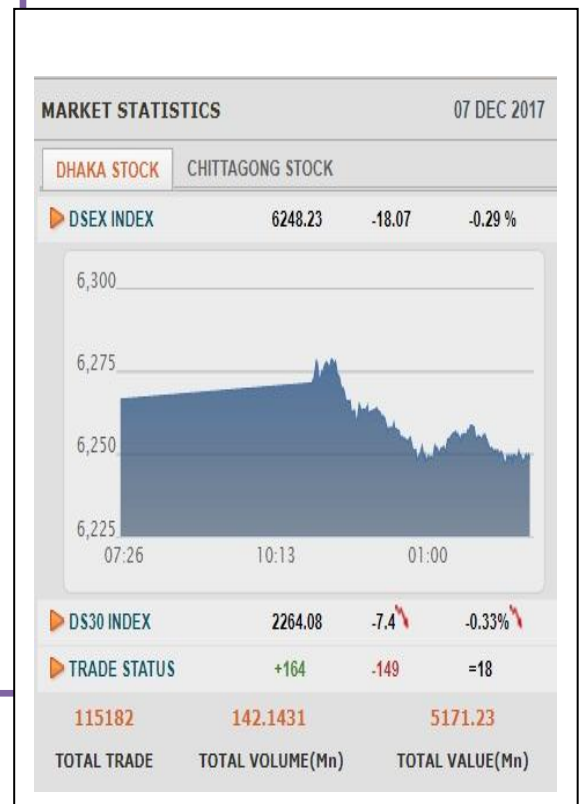 MARKET STATISTICS 07 DEC 2017
DHAKA STOCK CHITTAGONG STOCK
DSEX INDEX 6248.23 -18.07 -0.29 %
6,300
6,275
6,250
6,225
07:26 10:13 01:00
DS30 INDEX 2264.08 -7.4 -0.33%
TRADE STATUS +164 -149 =18
115182 142.1431 5171.23
TOTAL TRADE TOTAL VOLUME(Mn) TOTAL VALUE(Mn)